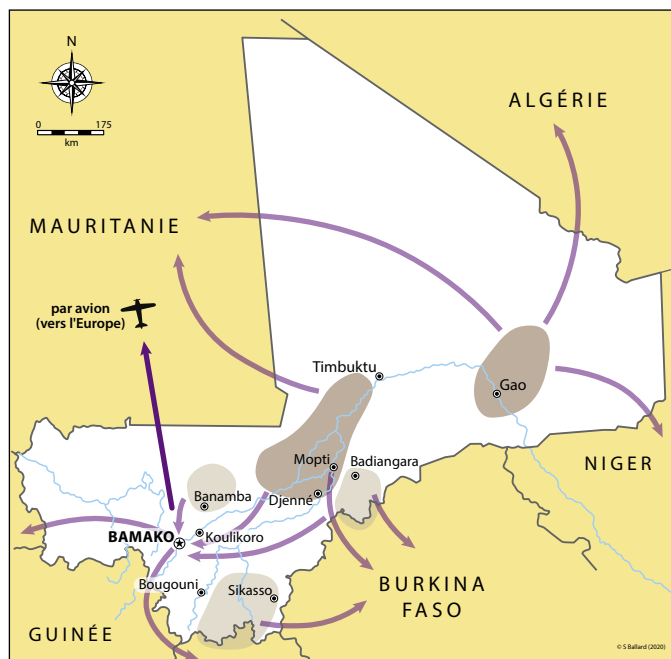 N
0 175
km
ALGÉRIE
MAURITANIE
par avion
(vers l'Europe)
Timbuktu
Gao
Mopti
Badiangara
NIGER
Banamba
Djenné
BAMAKO
Koulikoro
Bougouni
Sikasso
BURKINA
FASO
GUINÉE
© S Ballard (2020)